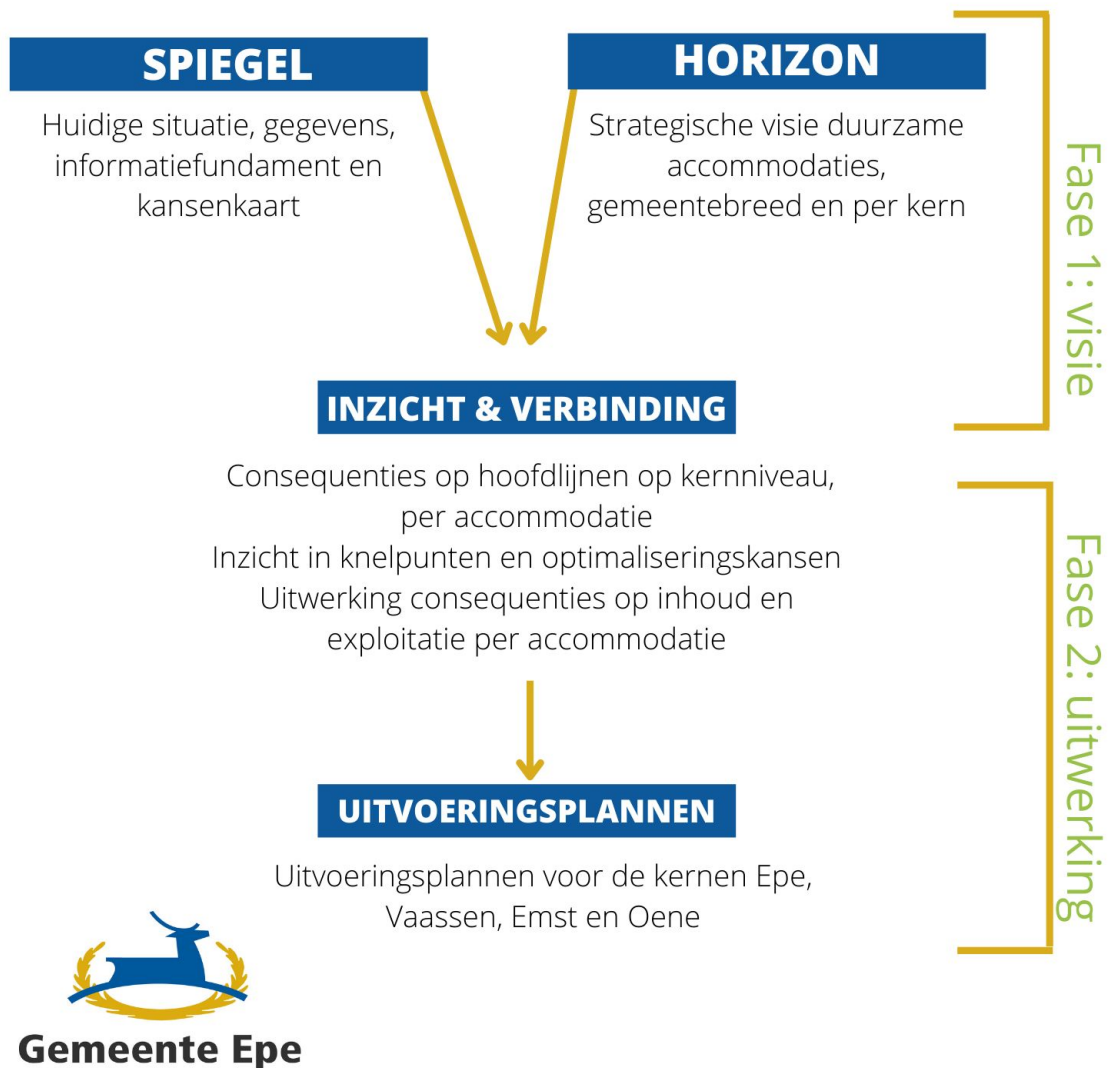 SPIEGEL
Huidige situatie, gegevens,
informatiefundament en
kansenkaart
HORIZON
Strategische visie duurzame
accommodaties,
gemeentebreed en per kern
Fase 1: visie
INZICHT & VERBINDING
Consequenties op hoofdlijnen op kernniveau,
per accommodatie
Inzicht in knelpunten en optimaliseringskansen
Uitwerking consequenties op inhoud en
exploitatie per accommodatie
Fase 2: uitwerking
UITVOERINGSPLANNEN
Uitvoeringsplannen voor de kernen Epe,
Vaassen, Emst en Oene
Gemeente Epe